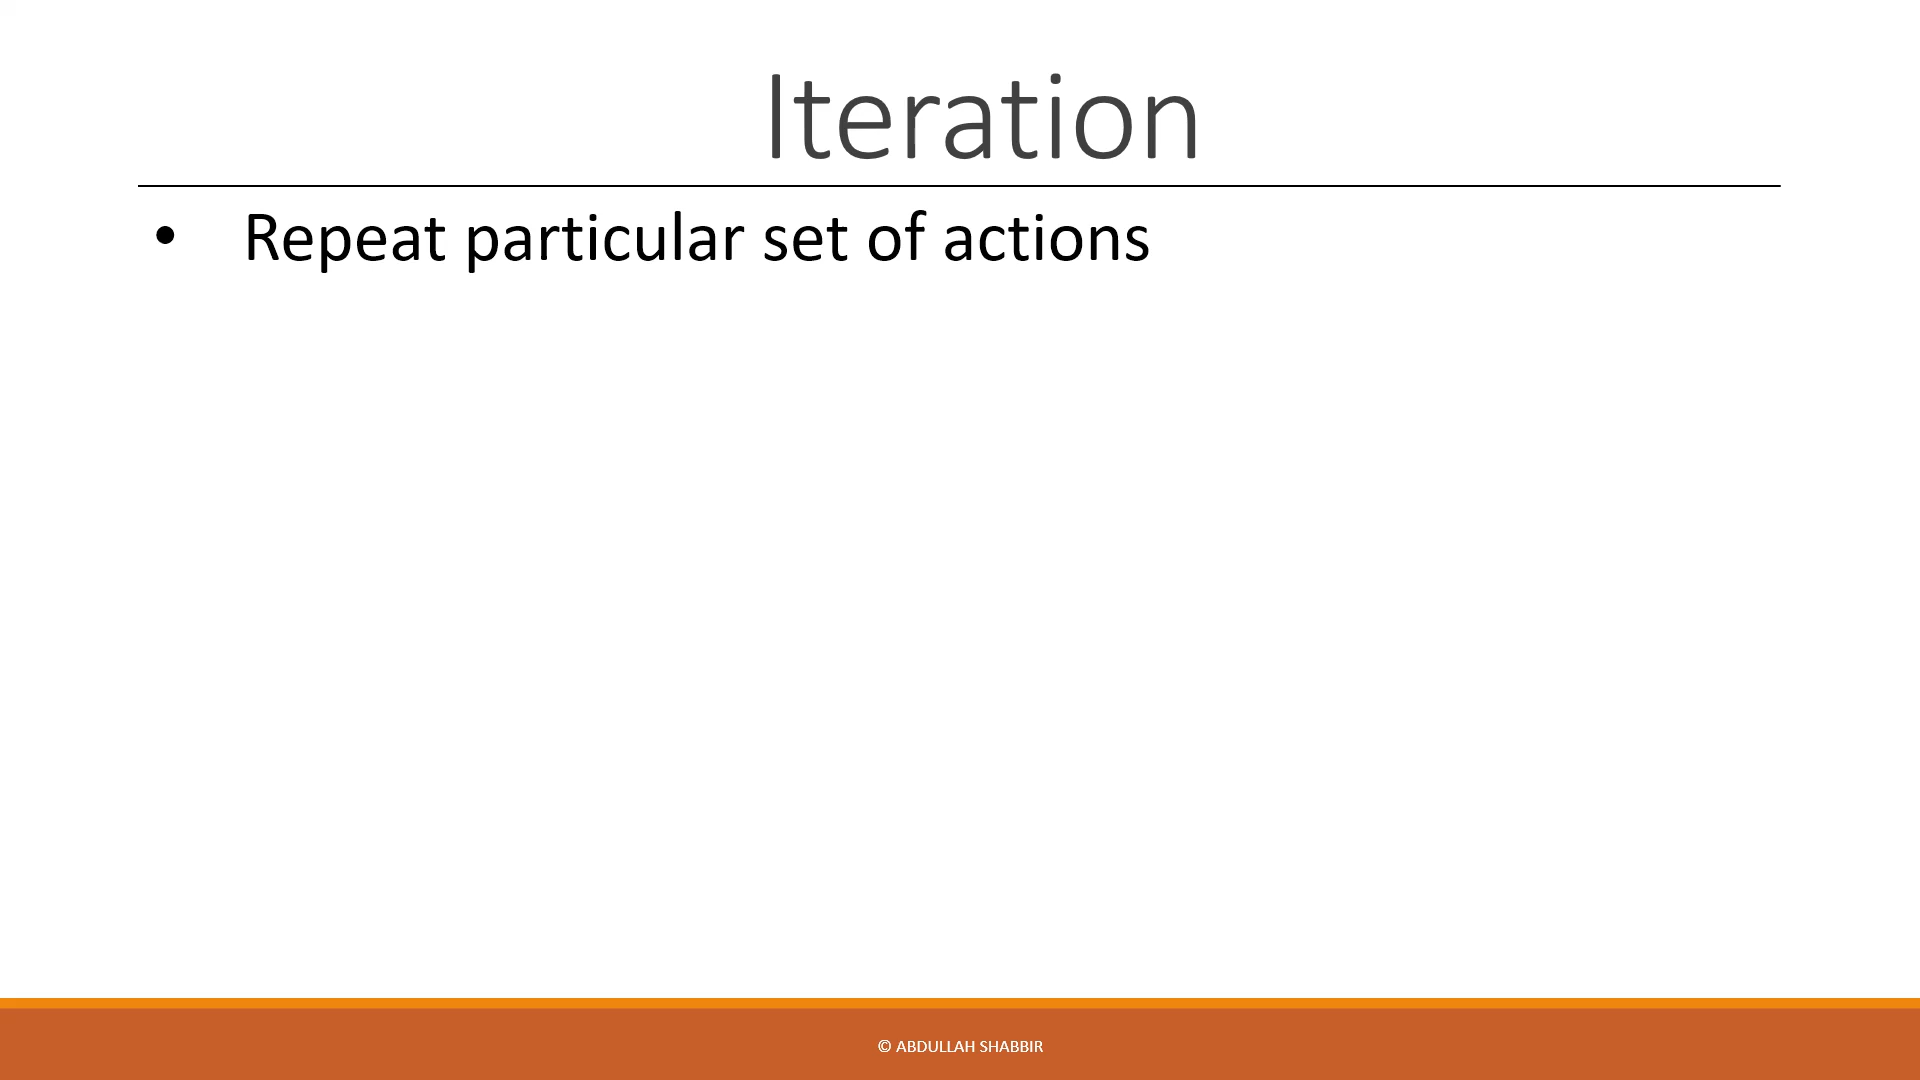 Iteration
• Repeat particular set of actions
© ABDULLAH SHABBIR